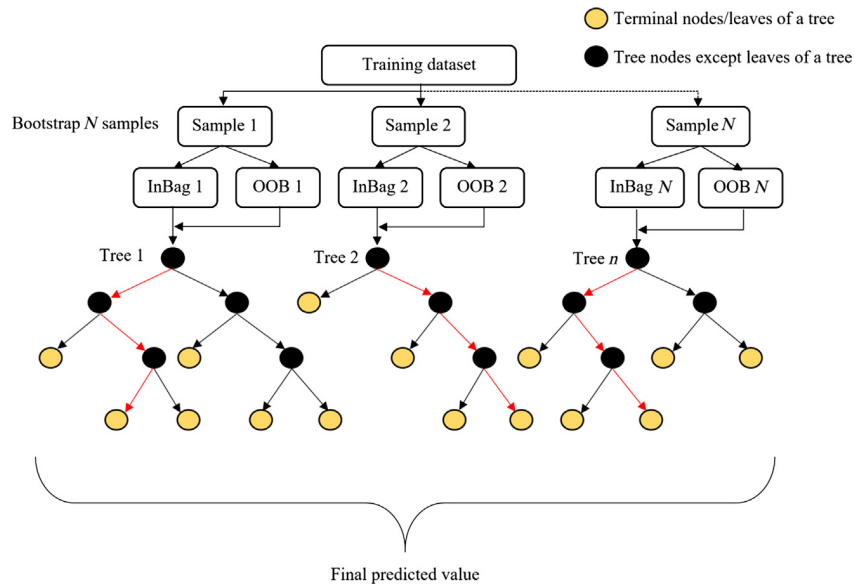 Terminal nodes/leaves of a tree
Tree nodes except leaves of a tree
Training dataset
Bootstrap N samples
Sample 1
Sample 2
Sample N
InBag 1
OOB 1
InBag 2
OOB 2
InBag N
OOB N
Tree 1
Tree 2
Tree n
Final predicted value